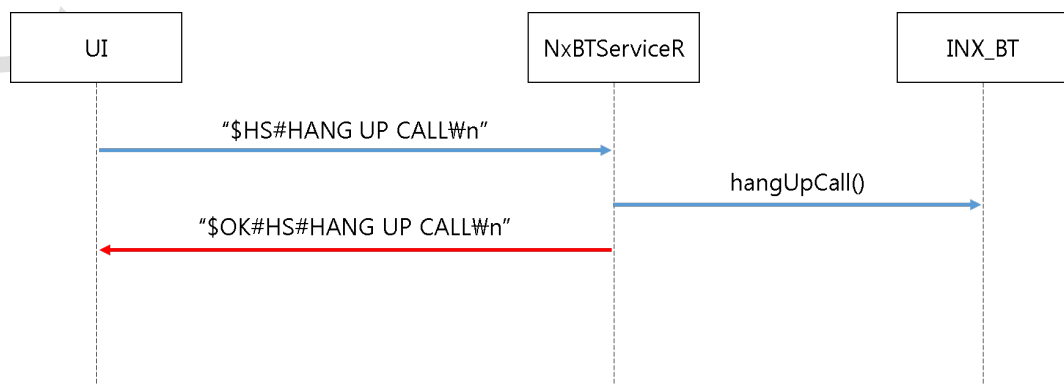 UI
NxBTServiceR
INX_BT
“$HS#HANG UP CALL₩n”
hangUpCall()
“$OK#HS#HANG UP CALL₩n”